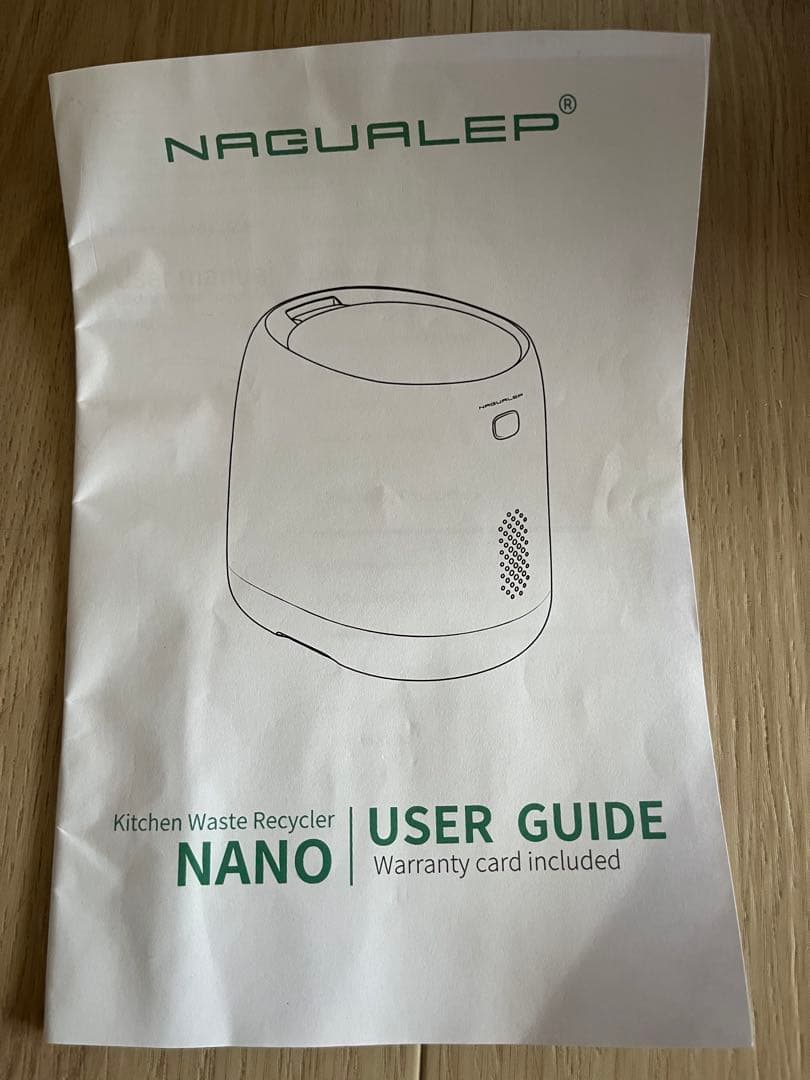 NAGUALEP®
NAGUALEP
Kitchen Waste Recycler
NANO
USER GUIDE
Warranty card included